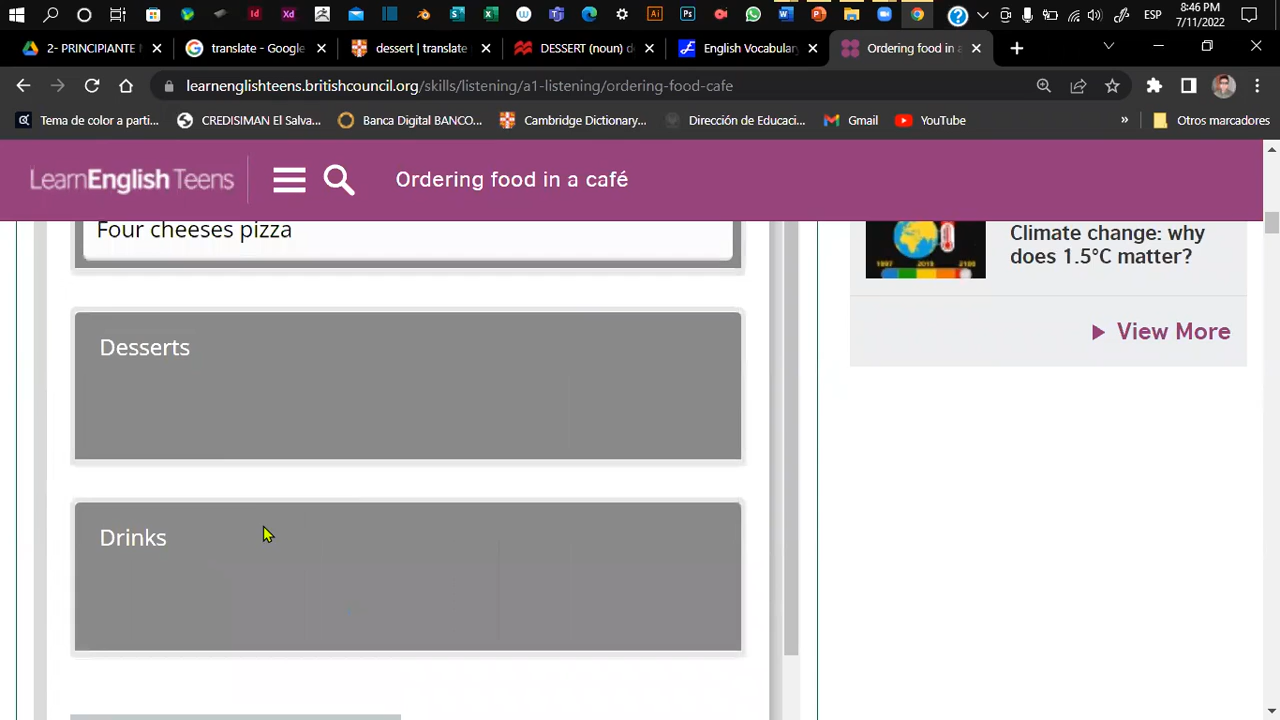 8:46 PM
7/11/2022
ESP
2- PRINCIPIANTE M
translate - Google
dessert | translate
DESSERT (noun) de
English Vocabulary
Ordering food in a
learnenglishteens.britishcouncil.org/skills/listening/a1-listening/ordering-food-cafe
Tema de color a parti...
CREDISIMAN El Salva...
Banca Digital BANCO...
Cambridge Dictionary...
Dirección de Educaci...
Gmail
YouTube
»
Otros marcadores
LearnEnglish Teens
Ordering food in a café
Four cheeses pizza
Climate change: why
does 1.5°C matter?
View More
Desserts
Drinks